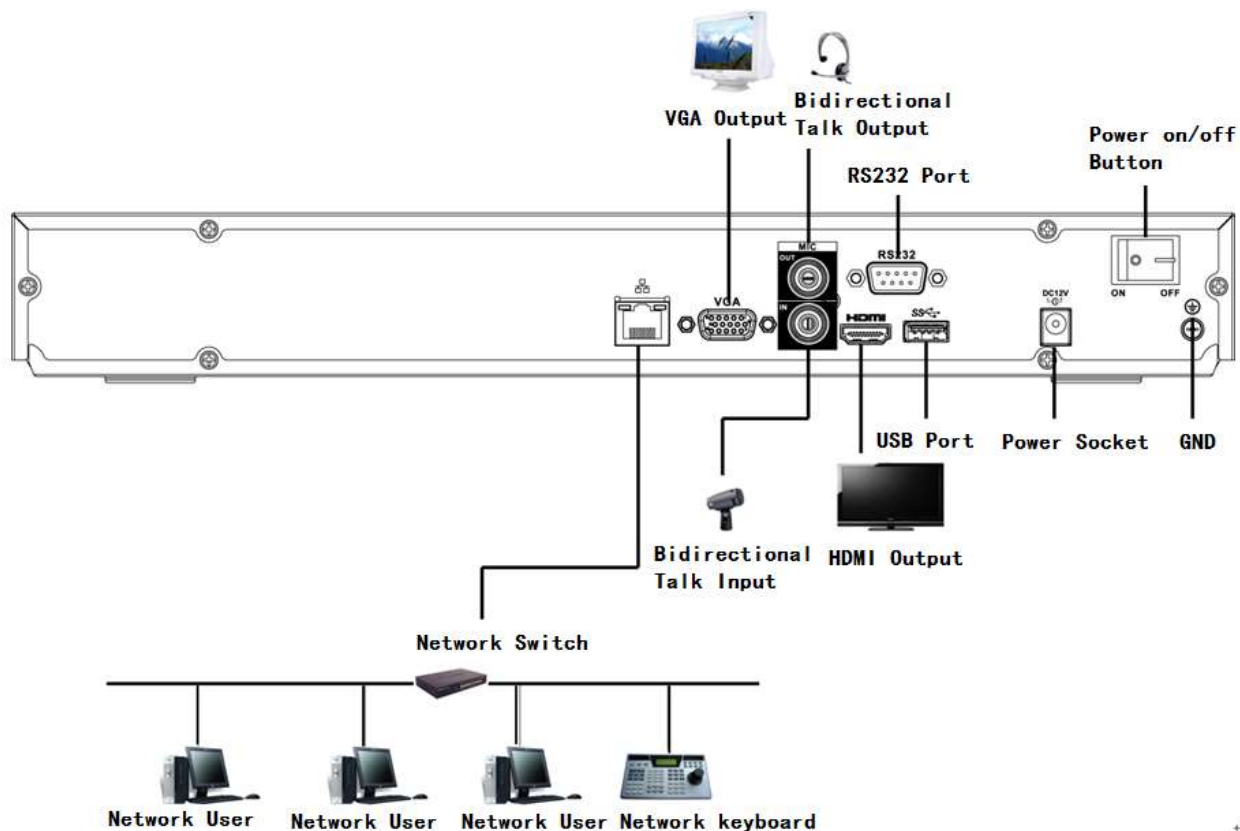 VGA Output
Bidirectional
Talk Output
RS232 Port
Power on/off
Button
MIC
OUT
RS232
VGA
IN
HDMI
SS
DC12V
ON OFF
USB Port
Power Socket
GND
Bidirectional
Talk Input
HDMI Output
Network Switch
Network User
Network User
Network User
Network keyboard